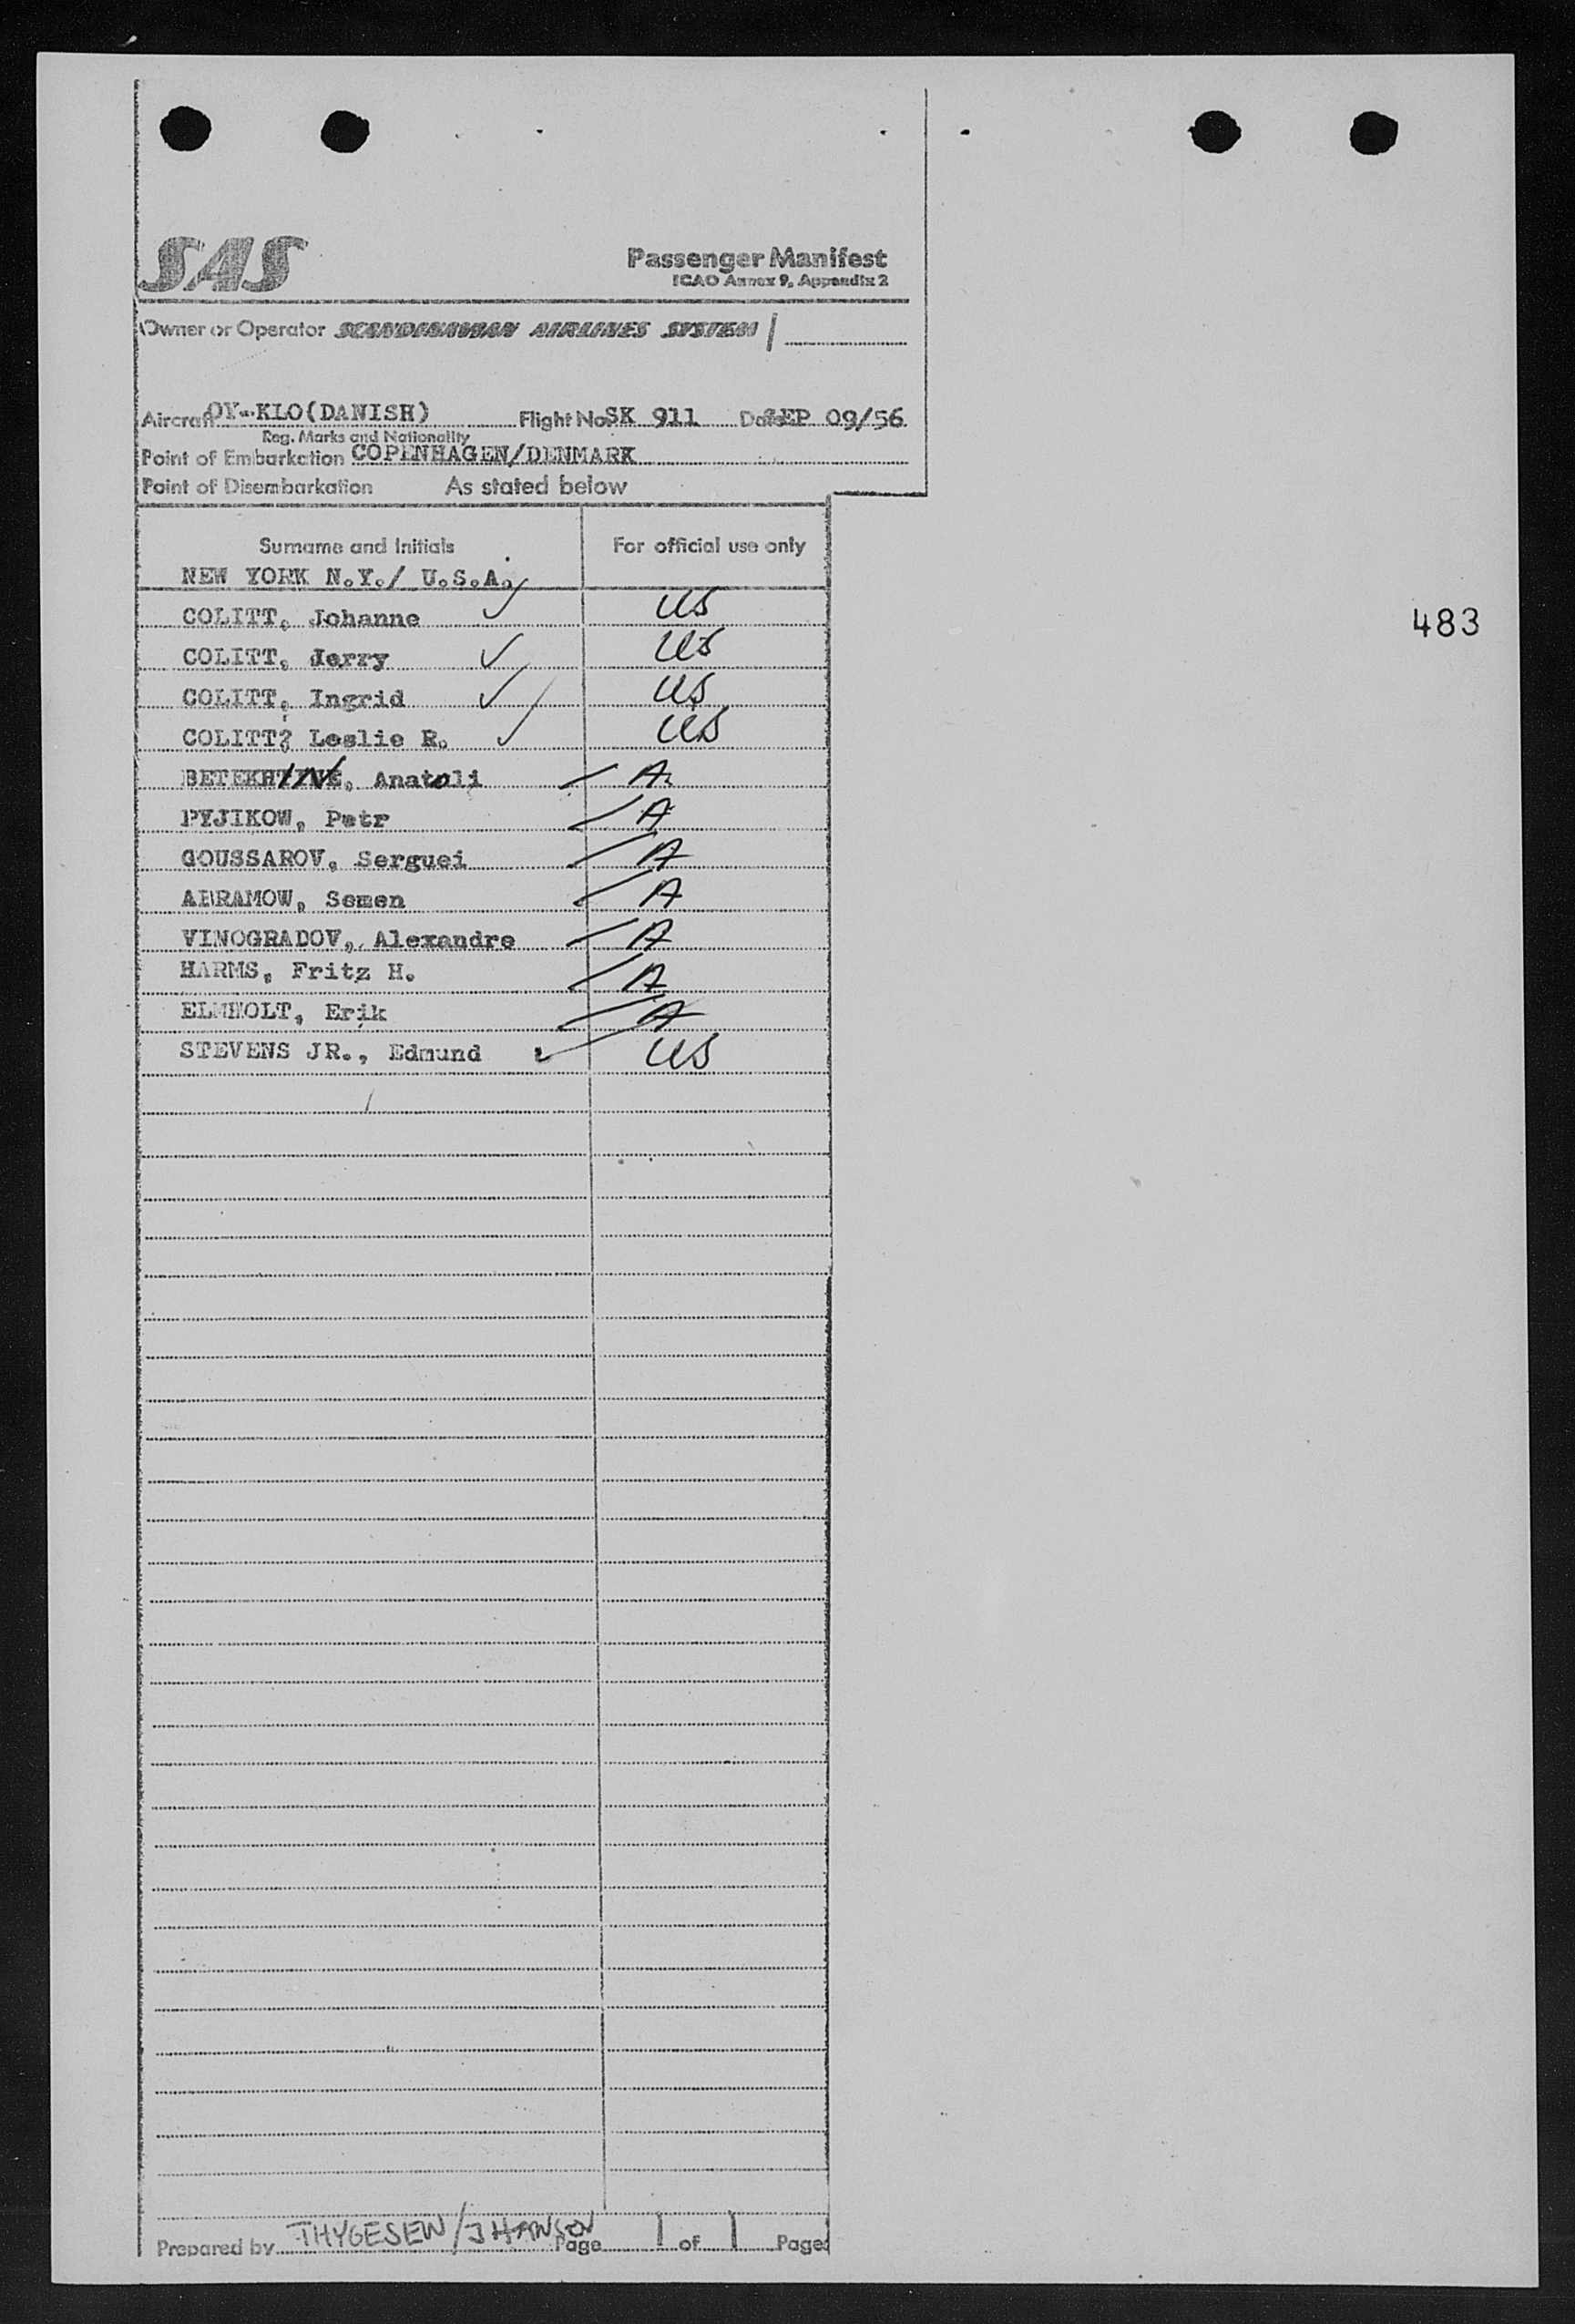 SAS
Passenger Manifest
ICAO Annex 9, Appendix 2
Owner or Operator SCANDINAVIAN AIRLINES SYSTEM
Aircraft OY-KLO(DANISH) Flight No SK 911 Date SEP 09/56
Reg. Marks and Nationality
Point of Embarkation COPENHAGEN/DENMARK
Point of Disembarkation As stated below
Surname and Initials For official use only
NEW YORK N.Y./ U.S.A.
COLITT, Johanne ✓ US
483
COLITT, Jerry ✓ US
COLITT, Ingrid ✓ US
COLITT? Leslie R. ✓ US
BETEKHINE, Anatoli A
PYJIKOW, Petr A
GOUSSAROV, Serguei A
ABRAMOW, Semen A
VINOGRADOV, Alexandre A
HARMS, Fritz H. A
ELMHOLT, Erik A
STEVENS JR., Edmund ✓ US
Prepared by THYGESEN/J HANSEN Page 1 of 1 Pages